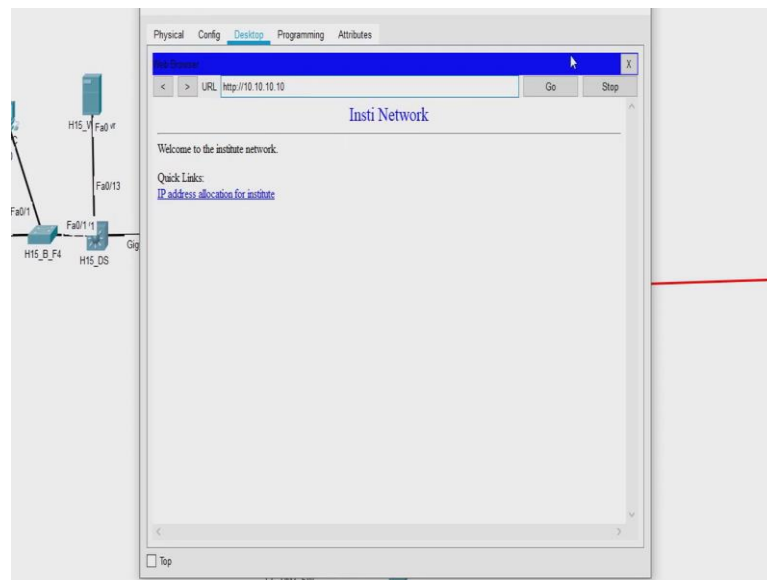 Physical Config Desktop Programming Attributes
Web Browser
X
< > URL http://10.10.10.10 Go Stop
Insti Network
Welcome to the institute network.
Quick Links:
IP address allocation for institute
Top
Fa0
Fa0/13
Fa0/1
Fa0/1
Gig
H15_B_F4
H15_DS